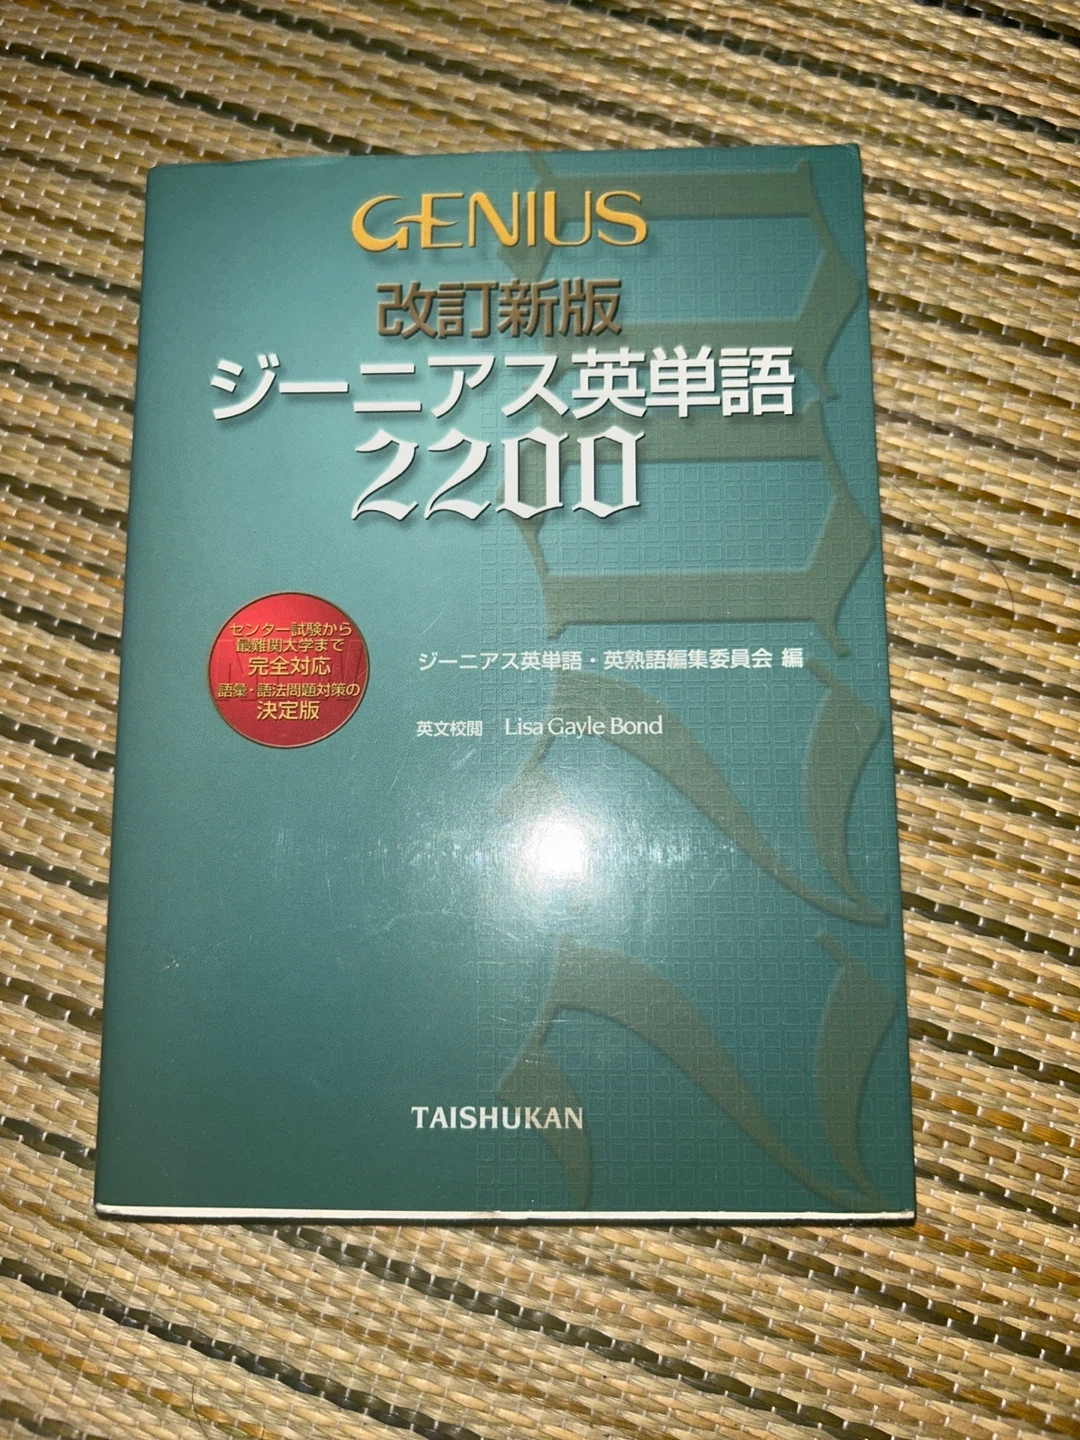 GENIUS
改訂新版
ジーニアス英単語
2200
センター試験から
最難関大学まで
完全対応
語彙・語法問題対策の
決定版
ジーニアス英単語・英熟語編集委員会 編
英文校閲 Lisa Gayle Bond
TAISHUKAN